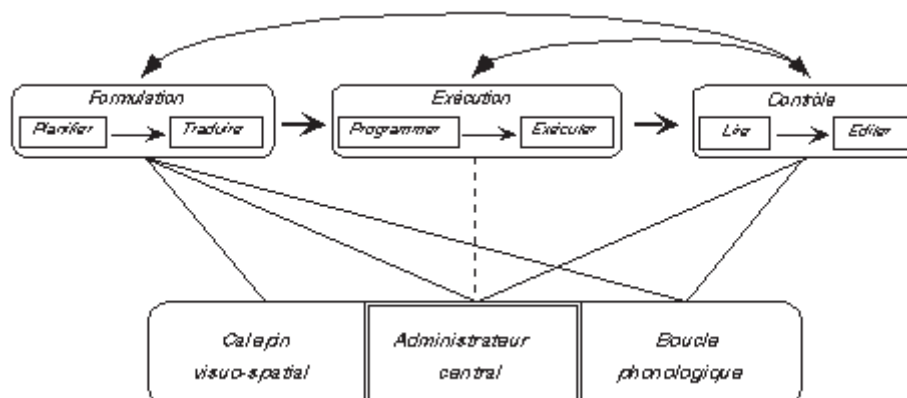 Formulation
Planifier
Traduire
Exécution
Programmer
Exécuter
Contrôle
Lire
Editer
Calepin
visuo-spatial
Administrateur
central
Boucle
phonologique